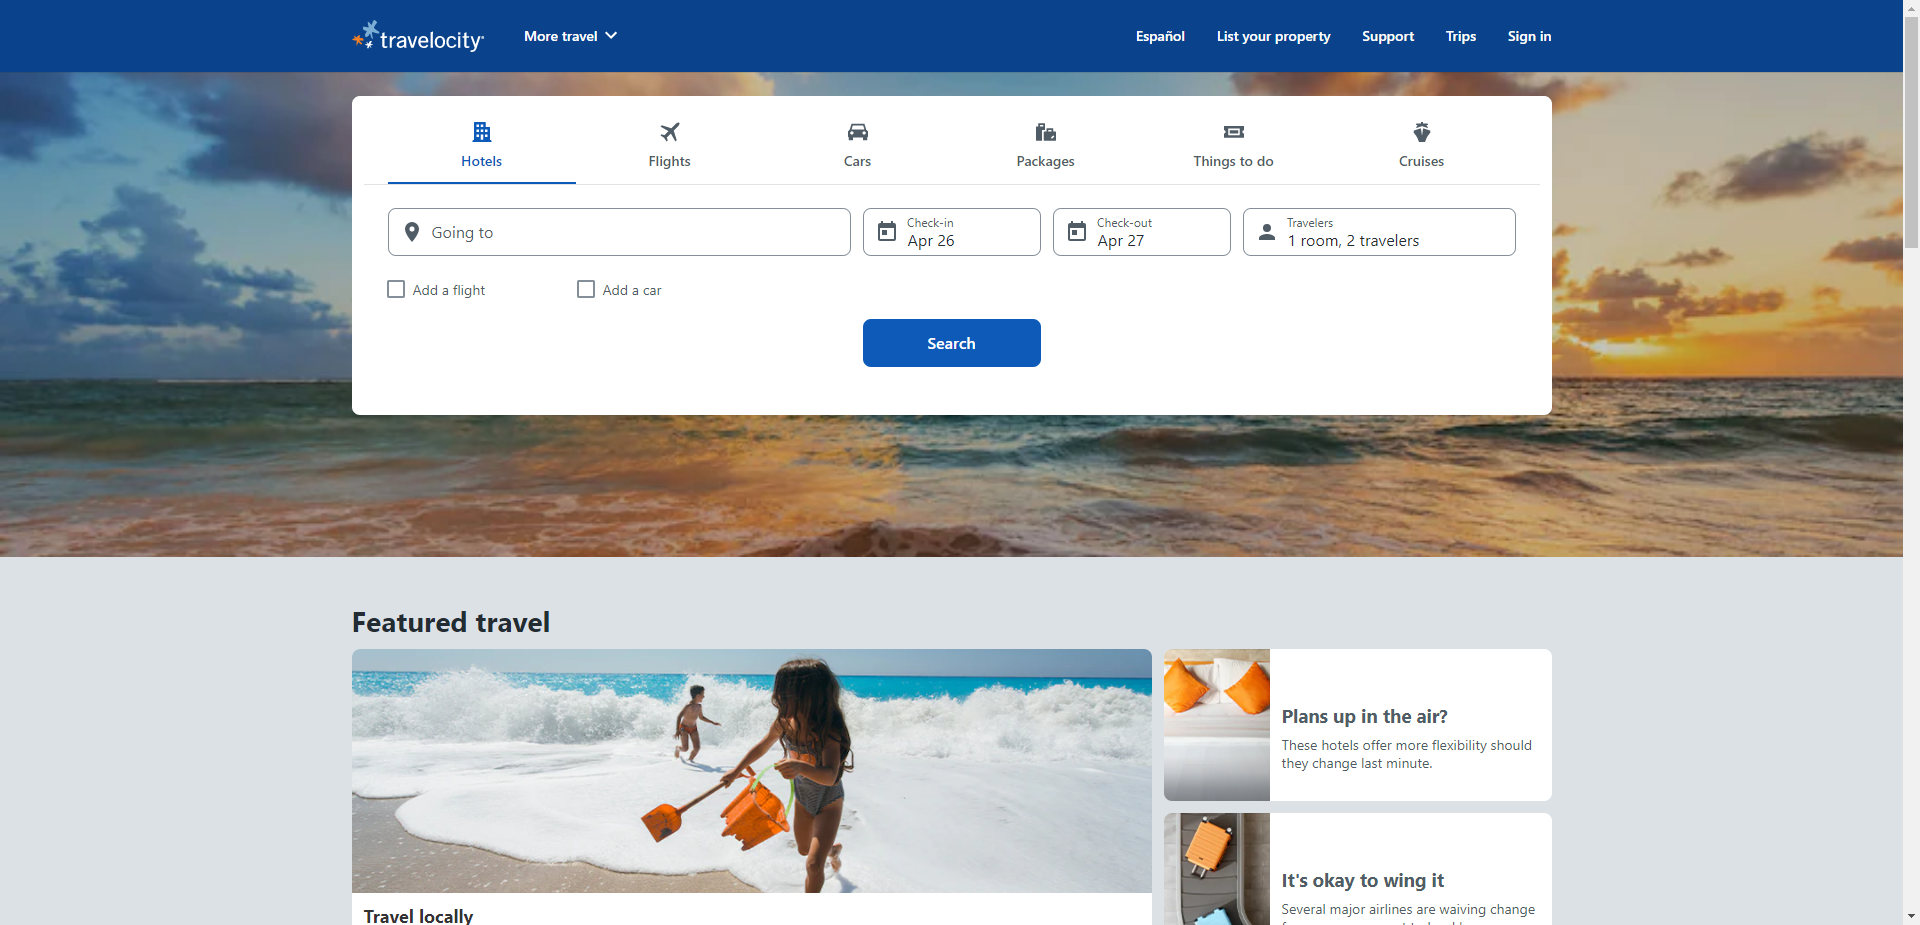 travelocity
More travel
Español
List your property
Support
Trips
Sign in
Hotels
Flights
Cars
Packages
Things to do
Cruises
Going to
Check-in
Apr 26
Check-out
Apr 27
Travelers
1 room, 2 travelers
Add a flight
Add a car
Search
Featured travel
Travel locally
Plans up in the air?
These hotels offer more flexibility should
they change last minute.
It's okay to wing it
Several major airlines are waiving change